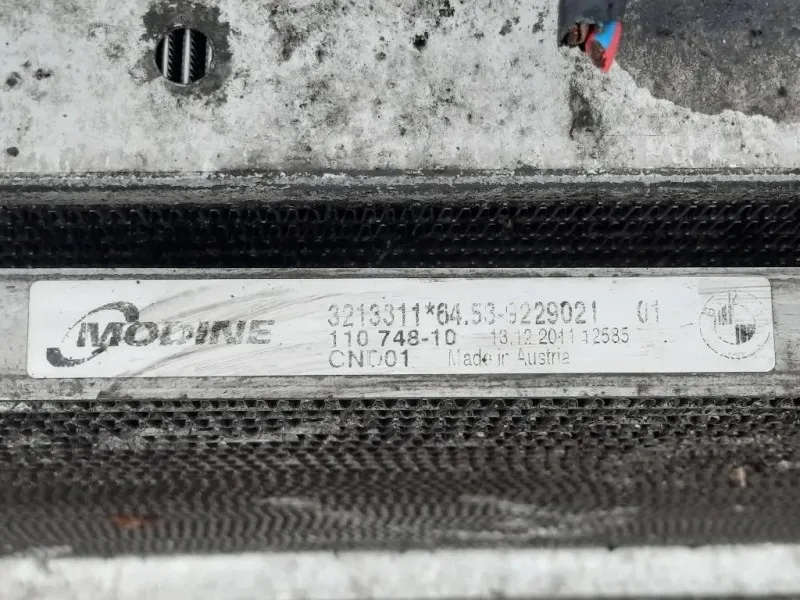 MODINE
3213311*64.53-9229021 01
110 748-10 13.12.2011 12585
CND01 Made in Austria